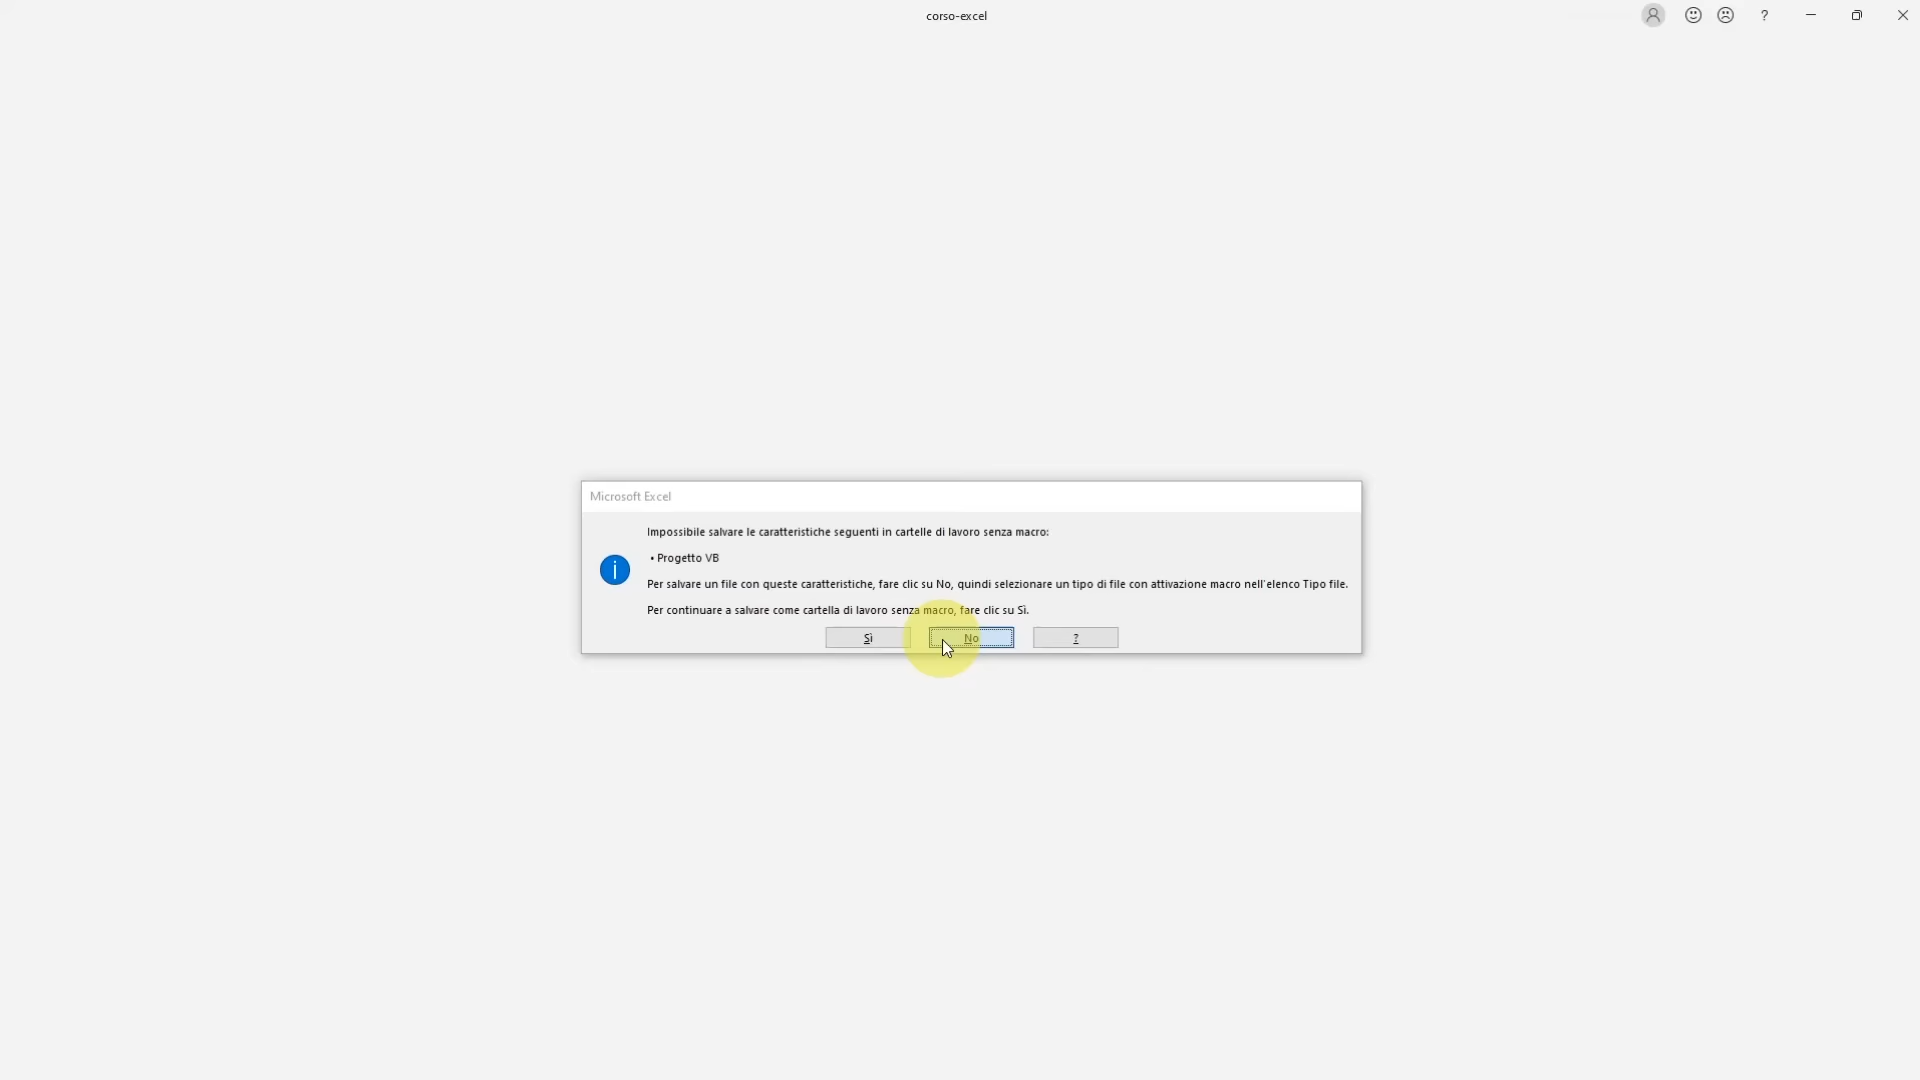 corso-excel
?
Microsoft Excel
Impossibile salvare le caratteristiche seguenti in cartelle di lavoro senza macro:
• Progetto VB
Per salvare un file con queste caratteristiche, fare clic su No, quindi selezionare un tipo di file con attivazione macro nell'elenco Tipo file.
Per continuare a salvare come cartella di lavoro senza macro, fare clic su Sì.
Sì No ?